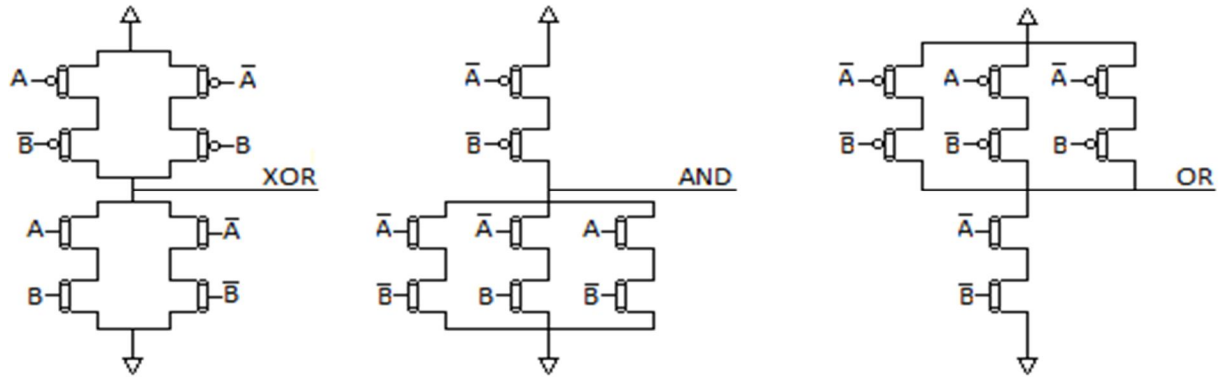 A Ā Ā Ā A Ā
B̄ B B̄ B̄ B̄ B
XOR AND OR
A Ā Ā Ā A Ā
B B̄ B̄ B B̄ B̄